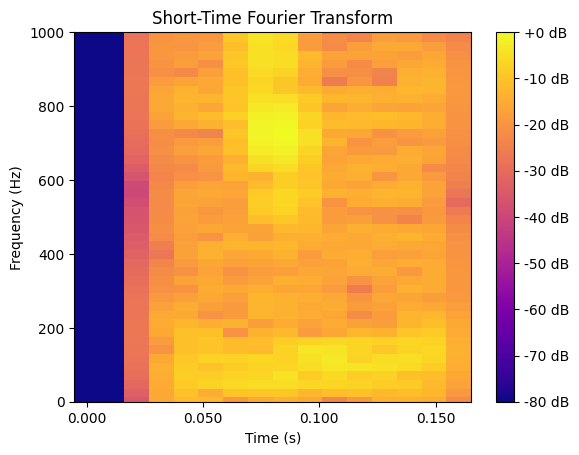 Short-Time Fourier Transform
1000
800
600
400
200
0
Frequency (Hz)
0.000
0.050
0.100
0.150
Time (s)
+0 dB
-10 dB
-20 dB
-30 dB
-40 dB
-50 dB
-60 dB
-70 dB
-80 dB